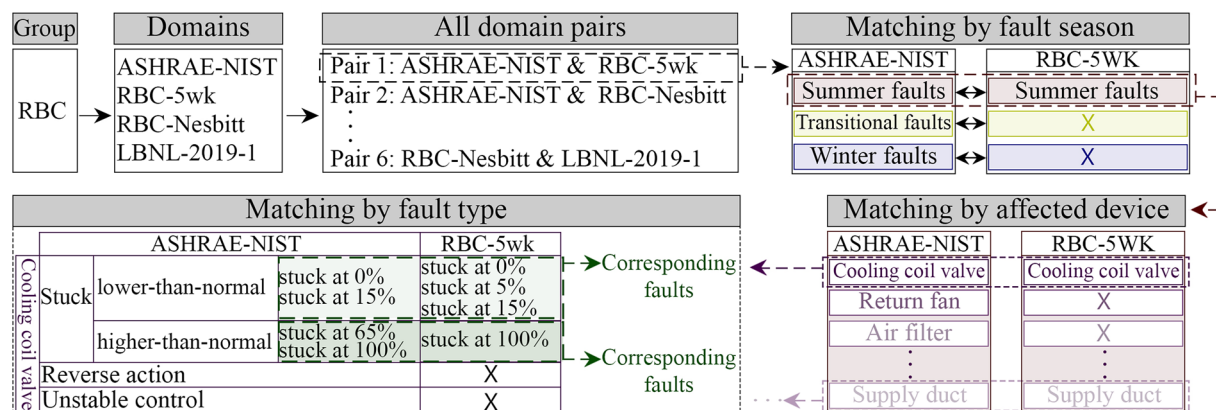 Group
RBC
Domains
ASHRAE-NIST
RBC-5wk
RBC-Nesbitt
LBNL-2019-1
All domain pairs
Pair 1: ASHRAE-NIST & RBC-5wk
Pair 2: ASHRAE-NIST & RBC-Nesbitt
⋮
Pair 6: RBC-Nesbitt & LBNL-2019-1
Matching by fault season
ASHRAE-NIST RBC-5WK
Summer faults Summer faults
Transitional faults X
Winter faults X
Matching by fault type
ASHRAE-NIST RBC-5wk
Cooling coil valve
Stuck
lower-than-normal
stuck at 0%
stuck at 15%
stuck at 0%
stuck at 5%
stuck at 15%
higher-than-normal
stuck at 65%
stuck at 100%
stuck at 100%
Reverse action X
Unstable control X
Corresponding
faults
Corresponding
faults
Matching by affected device
ASHRAE-NIST RBC-5WK
Cooling coil valve Cooling coil valve
Return fan X
Air filter X
⋮ ⋮
Supply duct Supply duct
· · ·